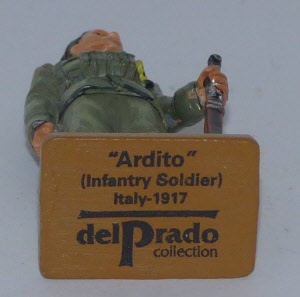 "Ardito"
(Infantry Soldier)
Italy-1917
delPrado
collection